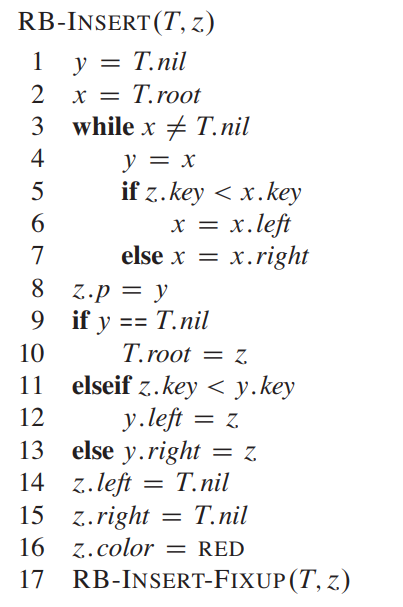 RB-INSERT(T, z)
1 y = T.nil
2 x = T.root
3 while x ≠ T.nil
4 y = x
5 if z.key < x.key
6 x = x.left
7 else x = x.right
8 z.p = y
9 if y == T.nil
10 T.root = z
11 elseif z.key < y.key
12 y.left = z
13 else y.right = z
14 z.left = T.nil
15 z.right = T.nil
16 z.color = RED
17 RB-INSERT-FIXUP(T, z)